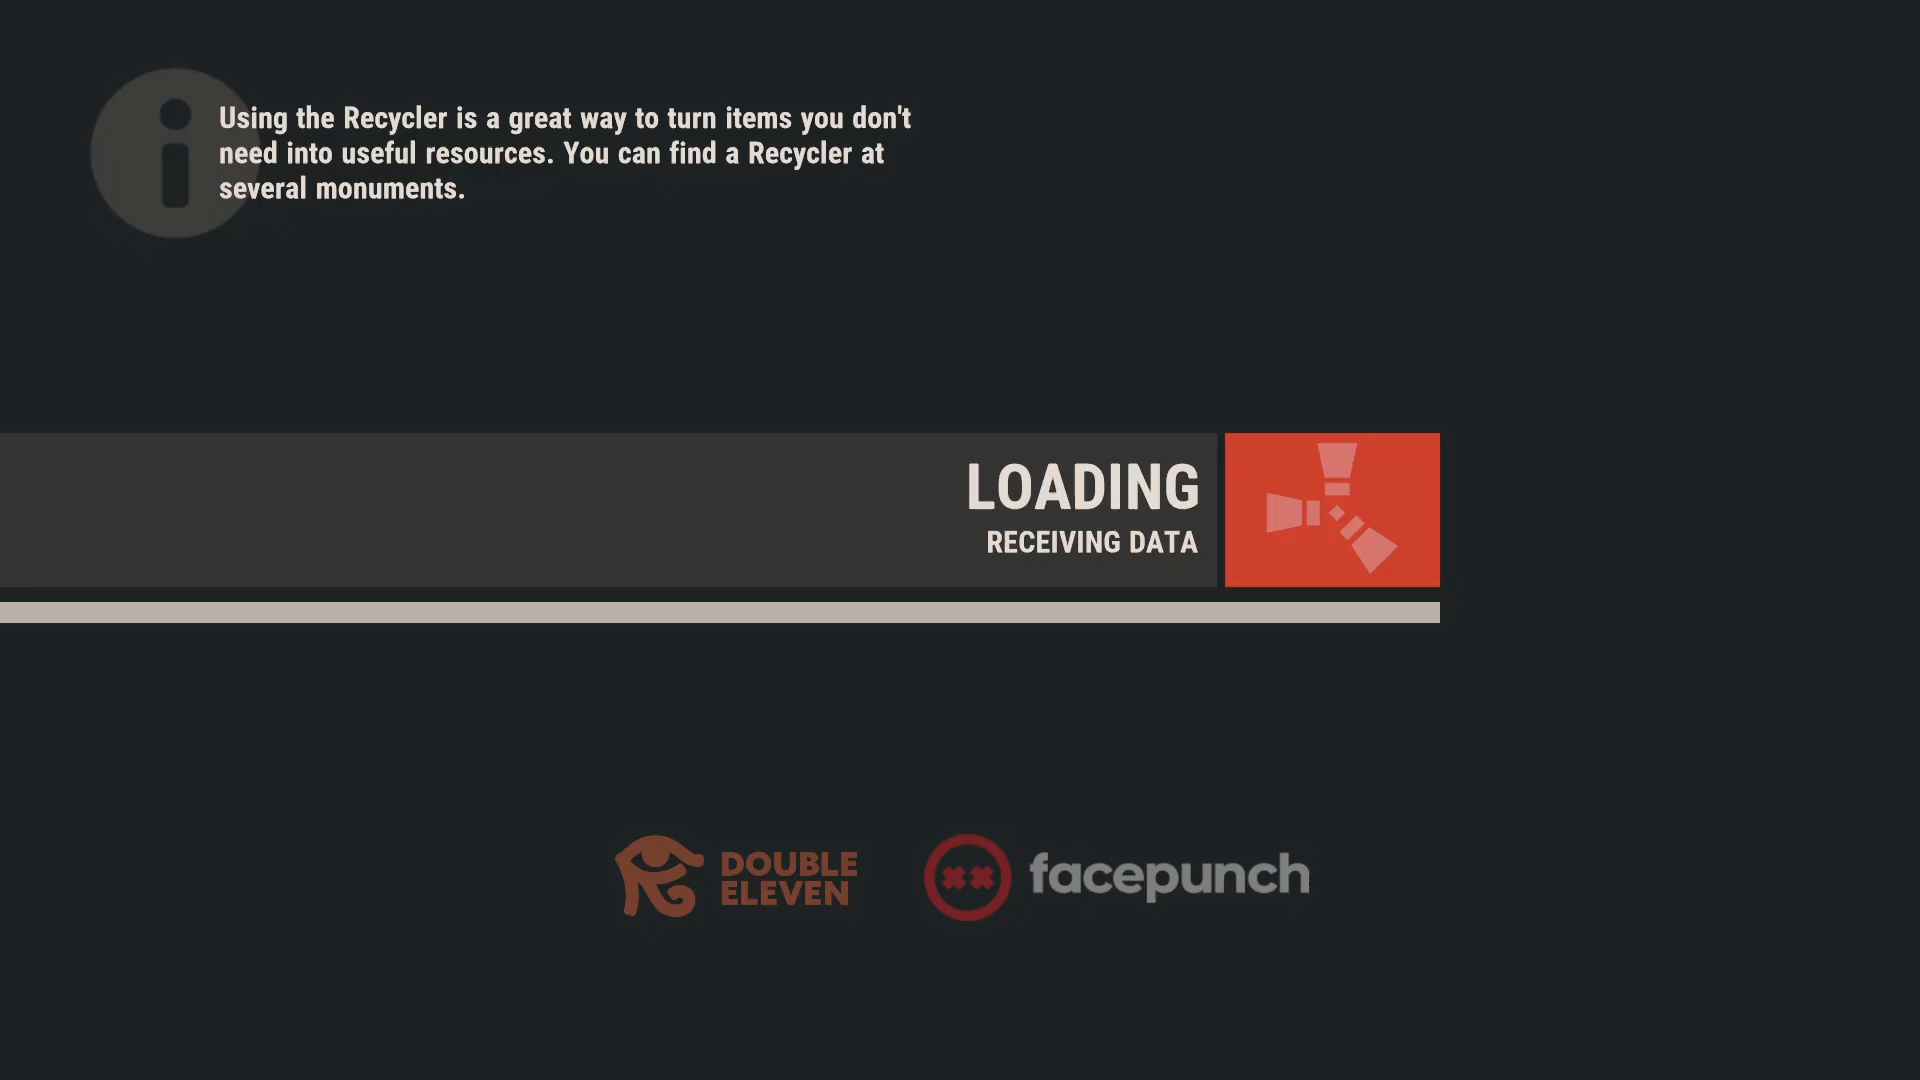 Using the Recycler is a great way to turn items you don't
need into useful resources. You can find a Recycler at
several monuments.
LOADING
RECEIVING DATA
DOUBLE
ELEVEN
facepunch